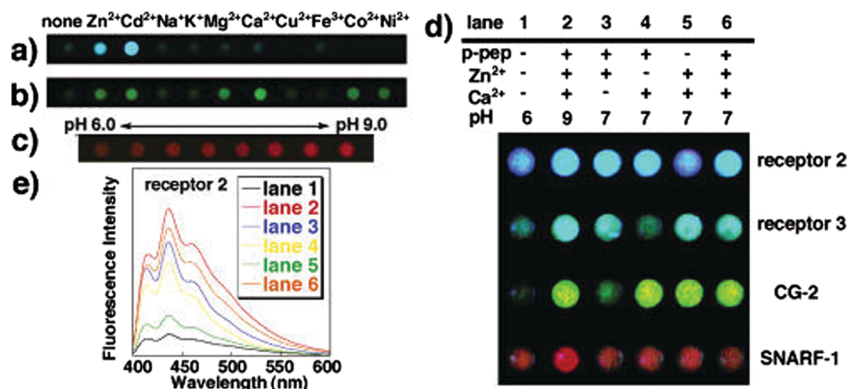 none Zn²⁺Cd²⁺Na⁺K⁺Mg²⁺Ca²⁺Cu²⁺Fe³⁺Co²⁺Ni²⁺
a)
b)
pH 6.0 pH 9.0
c)
e)
receptor 2
lane 1
lane 2
lane 3
lane 4
lane 5
lane 6
Fluorescence Intensity
400 450 500 550 600
Wavelength (nm)
d)
lane 1 2 3 4 5 6
p-pep - + + + - +
Zn²⁺ - + + - + +
Ca²⁺ - + - + + +
pH 6 9 7 7 7 7
receptor 2
receptor 3
CG-2
SNARF-1